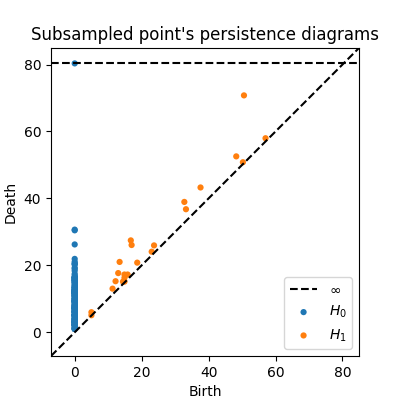 Subsampled point's persistence diagrams
80
60
40
20
0
Death
∞
H₀
H₁
0 20 40 60 80
Birth